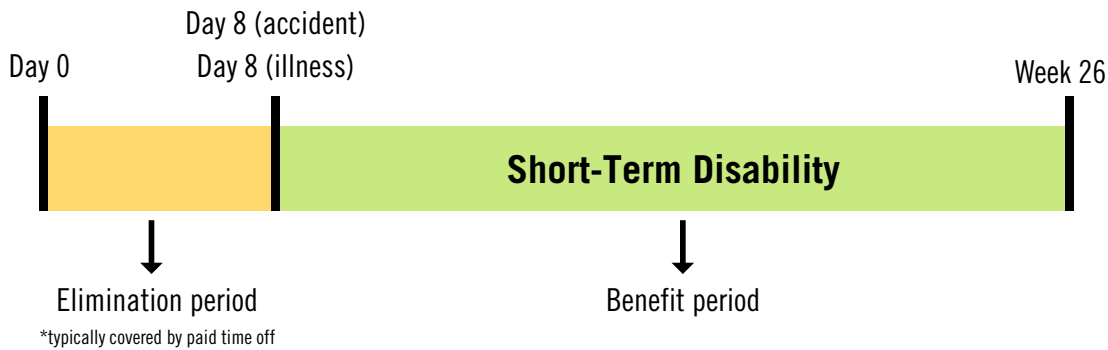 Day 8 (accident)
Day 0
Day 8 (illness)
Week 26
Short-Term Disability
Elimination period
*typically covered by paid time off
Benefit period